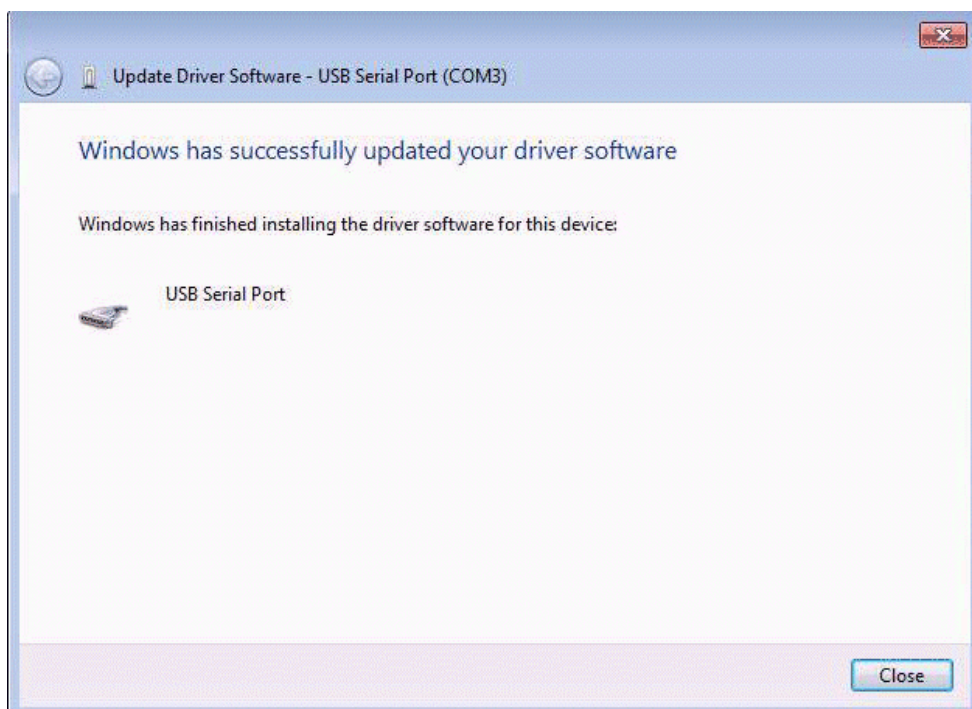 Update Driver Software - USB Serial Port (COM3)
Windows has successfully updated your driver software
Windows has finished installing the driver software for this device:
USB Serial Port
Close